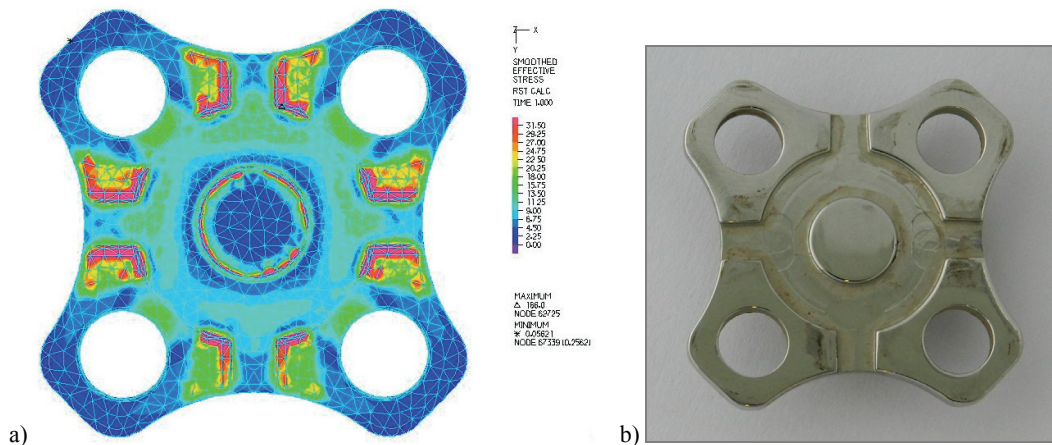 Z X
Y
SMOOTHED
EFFECTIVE
STRESS
RST CALC
TIME 1.000
31.50
29.25
27.00
24.75
22.50
20.25
18.00
15.75
13.50
11.25
9.00
6.75
4.50
2.25
0.00
MAXIMUM
△ 166.0
NODE 62725
MINIMUM
* 0.05621
NODE 67339 (0.2562)
a)
b)